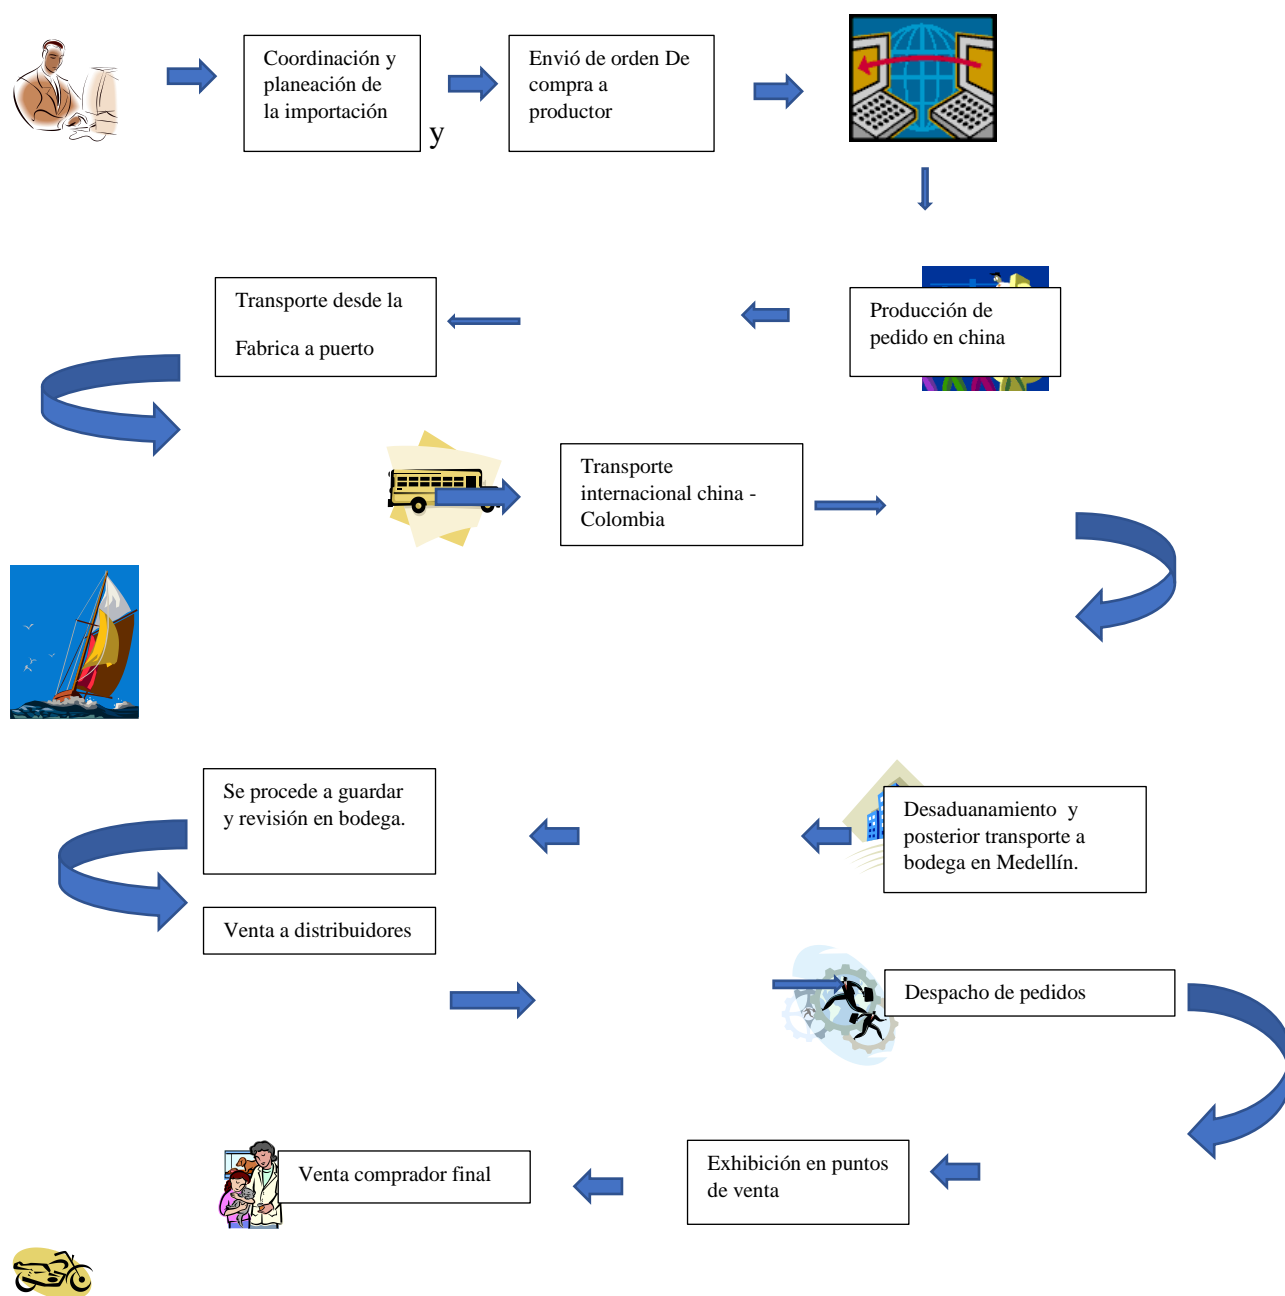 Coordinación y
planeación de
la importación
y
Envió de orden De
compra a
productor
Transporte desde la
Fabrica a puerto
Producción de
pedido en china
Transporte
internacional china -
Colombia
Se procede a guardar
y revisión en bodega.
Desaduanamiento  y
posterior transporte a
bodega en Medellín.
Venta a distribuidores
Despacho de pedidos
Venta comprador final
Exhibición en puntos
de venta